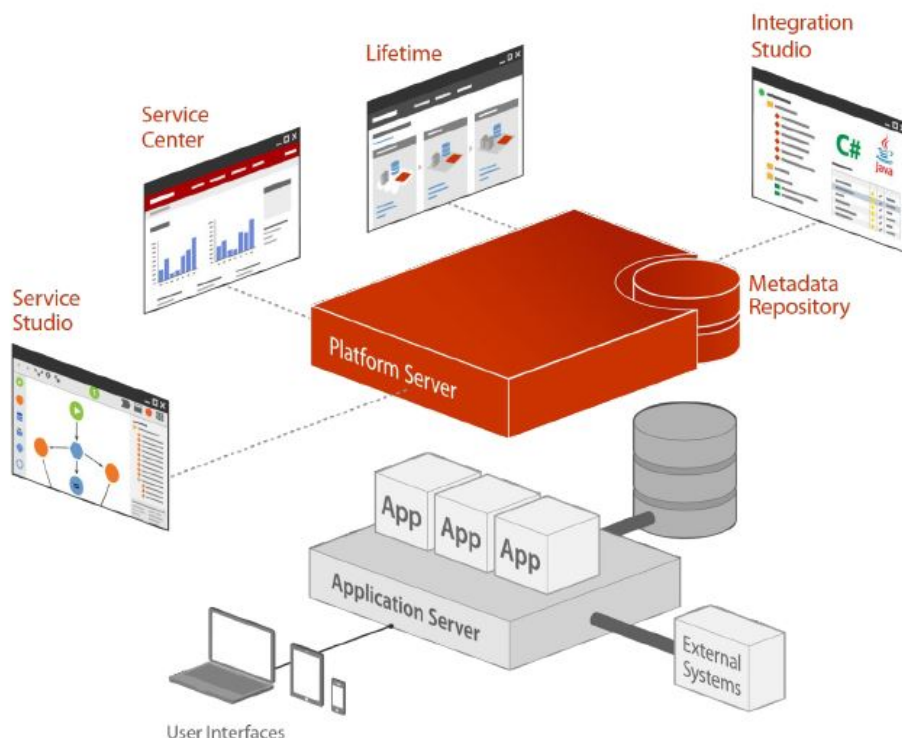 Integration
Studio
Lifetime
Service
Center
C#
Java
Metadata
Repository
Service
Studio
Platform Server
App
App
App
Application Server
External
Systems
User Interfaces